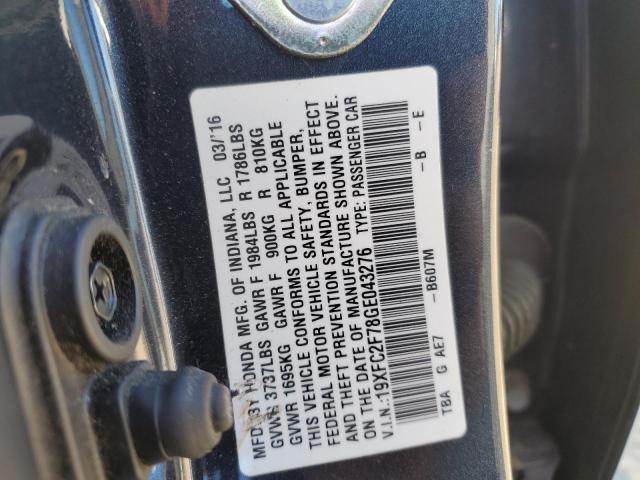 MFD. BY HONDA MFG. OF INDIANA, LLC 03/'16
GVWR 3737LBS GAWR F 1984LBS R 1786LBS
GVWR 1695KG GAWR F 900KG R 810KG
THIS VEHICLE CONFORMS TO ALL APPLICABLE
FEDERAL MOTOR VEHICLE SAFETY, BUMPER,
AND THEFT PREVENTION STANDARDS IN EFFECT
ON THE DATE OF MANUFACTURE SHOWN ABOVE.
V.I.N.:19XFC2F78GE043276 TYPE: PASSENGER CAR
TBA G AE7 -B607M -B -E